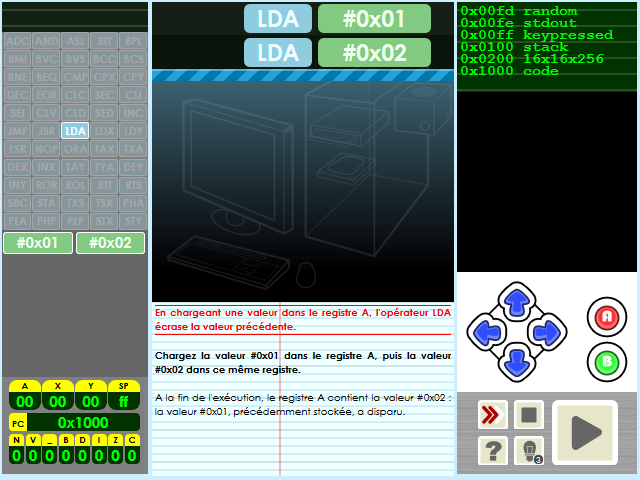 LDA #0x01
LDA #0x02
ADC AND ASL BIT BPL
BMI BVC BVS BCC BCS
BNE BEQ CMP CPX CPY
DEC EOR CLC SEC CLI
SEI CLV CLD SED INC
JMP JSR LDA LDX LDY
LSR NOP ORA TAX TXA
DEX INX TAY TYA DEY
INY ROR ROL RTI RTS
SBC STA TXS TSX PHA
PLA PHP PLP STX STY
#0x01 #0x02
A X Y SP
00 00 00 ff
PC 0x1000
N V _ B D I Z C
0 0 0 0 0 0 0 0
En chargeant une valeur dans le registre A, l'opérateur LDA
écrase la valeur précédente.
Chargez la valeur #0x01 dans le registre A, puis la valeur
#0x02 dans ce même registre.
A la fin de l'exécution, le registre A contient la valeur #0x02 :
la valeur #0x01, précédemment stockée, a disparu.
0x00fd random
0x00fe stdout
0x00ff keypressed
0x0100 stack
0x0200 16x16x256
0x1000 code
A
B
?
3